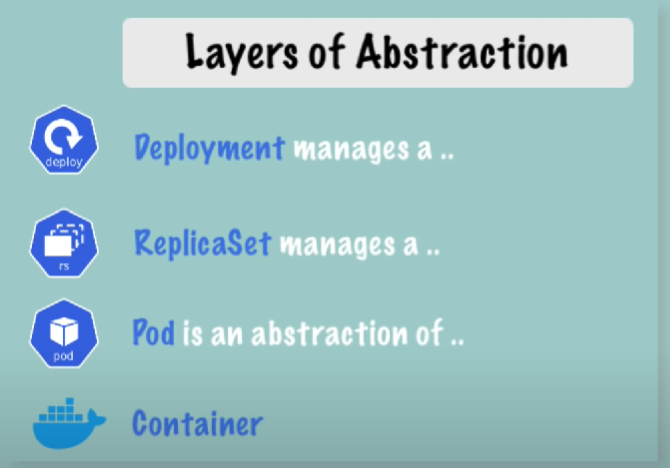 Layers of Abstraction
deploy
Deployment manages a ..
rs
ReplicaSet manages a ..
pod
Pod is an abstraction of ..
Container